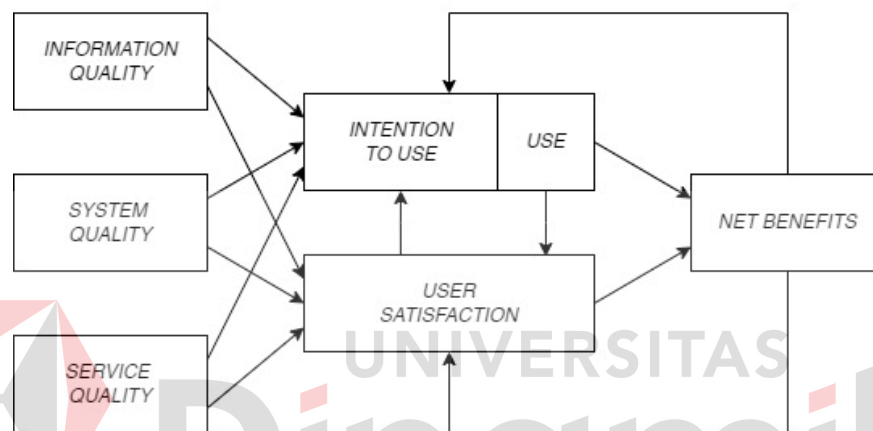 INFORMATION
QUALITY
INTENTION
TO USE
USE
SYSTEM
QUALITY
NET BENEFITS
USER
SATISFACTION
UNIVERSITAS
SERVICE
QUALITY